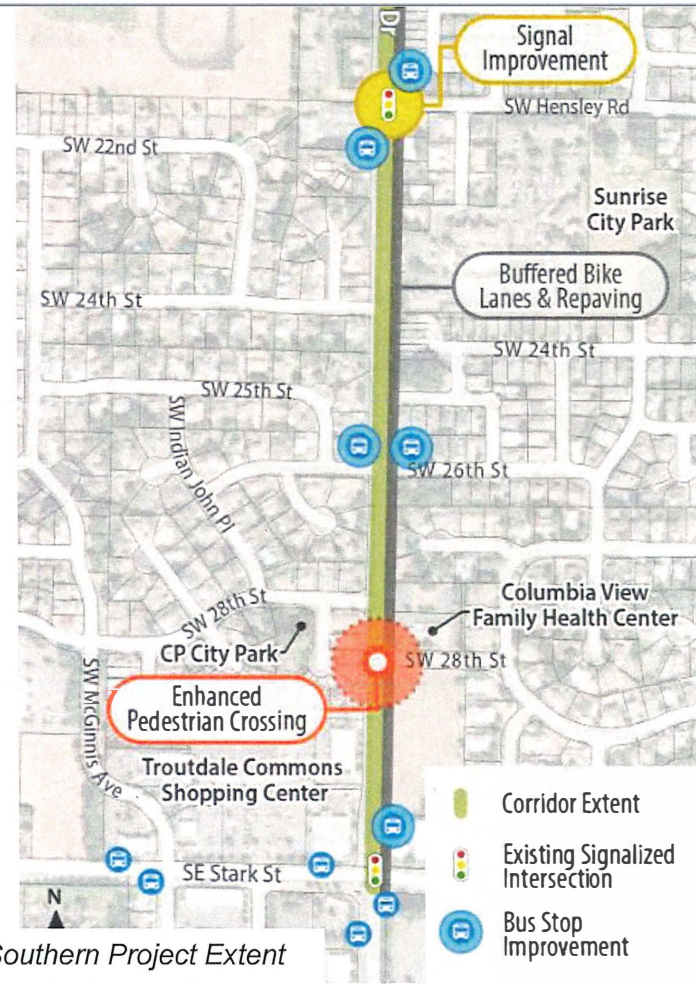 Dr
Signal
Improvement
SW Hensley Rd
SW 22nd St
Sunrise
City Park
Buffered Bike
Lanes & Repaving
SW 24th St
SW 24th St
SW 25th St
SW Indian John Pl
SW 26th St
Columbia View
Family Health Center
SW 28th St
CP City Park
SW 28th St
Enhanced
Pedestrian Crossing
SW McGinnis Ave
Troutdale Commons
Shopping Center
SE Stark St
N
Corridor Extent
Existing Signalized
Intersection
Bus Stop
Improvement
Southern Project Extent